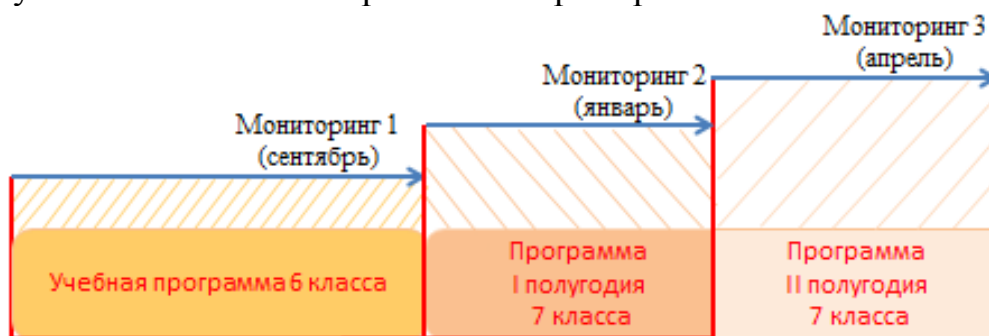 Мониторинг 3
(апрель)
Мониторинг 2
(январь)
Мониторинг 1
(сентябрь)
Учебная программа 6 класса
Программа
I полугодия
7 класса
Программа
II полугодия
7 класса